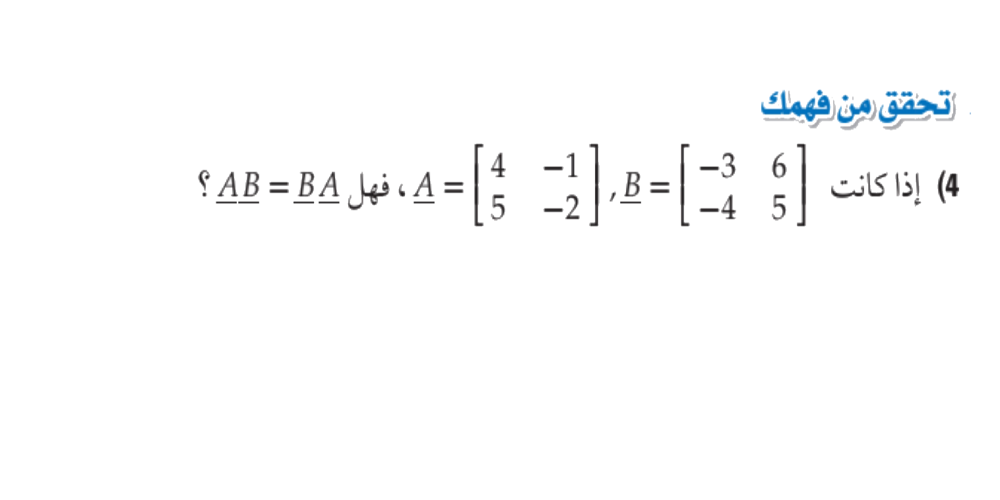 تحقق من فهمك
4) إذا كانت A = [4 −1; 5 −2], B = [−3 6; −4 5] ، فهل AB = BA ؟